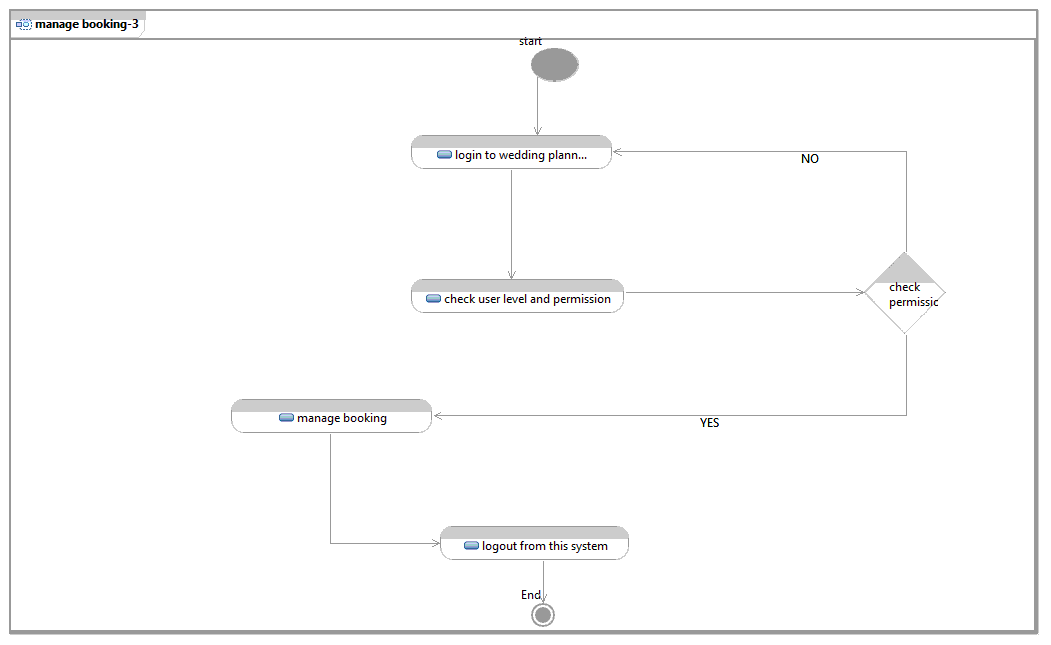 manage booking-3
start
login to wedding plann...
NO
check user level and permission
check
permissic
manage booking
YES
logout from this system
End